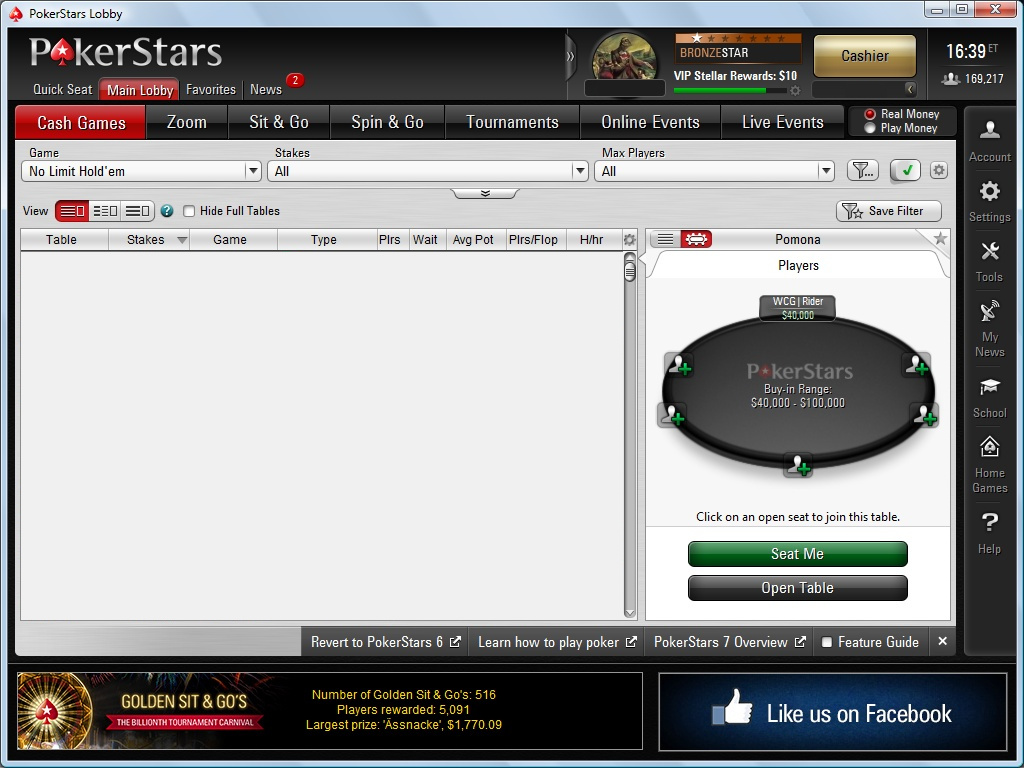 PokerStars Lobby
PokerStars
BRONZESTAR
VIP Stellar Rewards: $10
Cashier
16:39 ET
169,217
Quick Seat
Main Lobby
Favorites
News
2
Cash Games
Zoom
Sit & Go
Spin & Go
Tournaments
Online Events
Live Events
Real Money
Play Money
Game
Stakes
Max Players
No Limit Hold'em
All
All
View
Hide Full Tables
Save Filter
Table
Stakes
Game
Type
Plrs
Wait
Avg Pot
Plrs/Flop
H/hr
Pomona
Players
WCG|Rider
$40,000
PokerStars
Buy-in Range:
$40,000 - $100,000
Click on an open seat to join this table.
Seat Me
Open Table
Account
Settings
Tools
My
News
School
Home
Games
Help
Revert to PokerStars 6
Learn how to play poker
PokerStars 7 Overview
Feature Guide
GOLDEN SIT & GO'S
THE BILLIONTH TOURNAMENT CARNIVAL
Number of Golden Sit & Go's: 516
Players rewarded: 5,091
Largest prize: 'Ässnacke', $1,770.09
Like us on Facebook